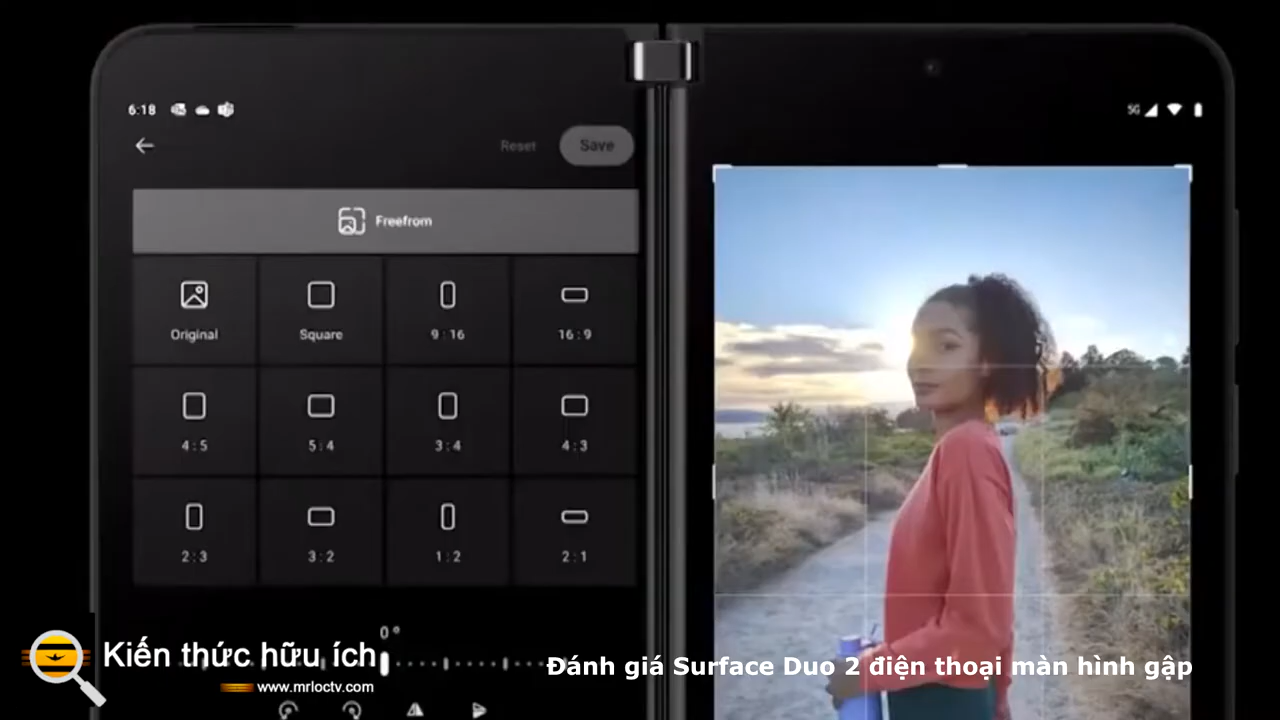 6:18
5G
Reset
Save
Freefrom
Original
Square
9:16
16:9
4:5
5:4
3:4
4:3
2:3
3:2
1:2
2:1
0°
Kiến thức hữu ích
www.mrloctv.com
Đánh giá Surface Duo 2 điện thoại màn hình gập